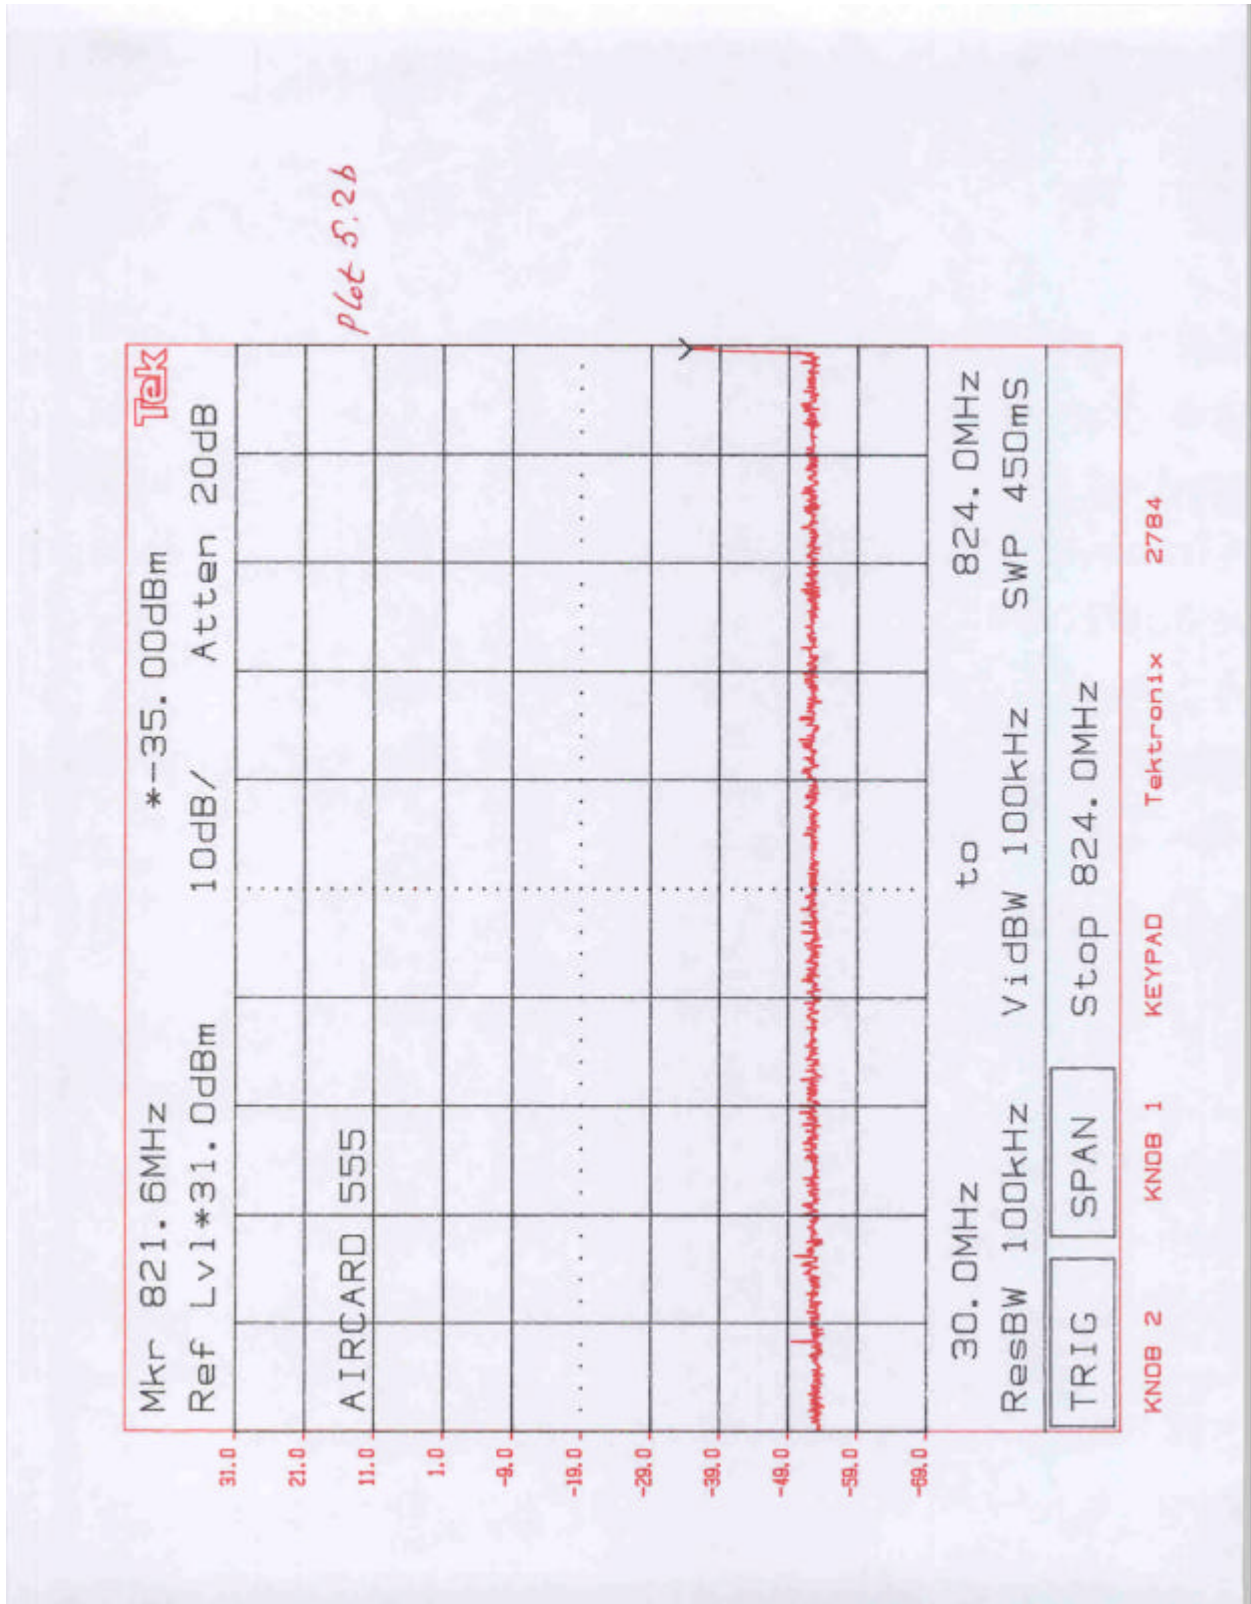 plot 5.2b
Mkr 821.6MHz *-35.00dBm Tek
Ref Lvl*31.0dBm 10dB/ Atten 20dB
31.0
21.0
AIRCARD 555
11.0
1.0
-9.0
-19.0
-29.0
-39.0
-49.0
-59.0
-69.0
30.0MHz to 824.0MHz
ResBW 100kHz VidBW 100kHz SWP 450mS
TRIG SPAN Stop 824.0MHz
KNOB 2 KNOB 1 KEYPAD Tektronix 2784